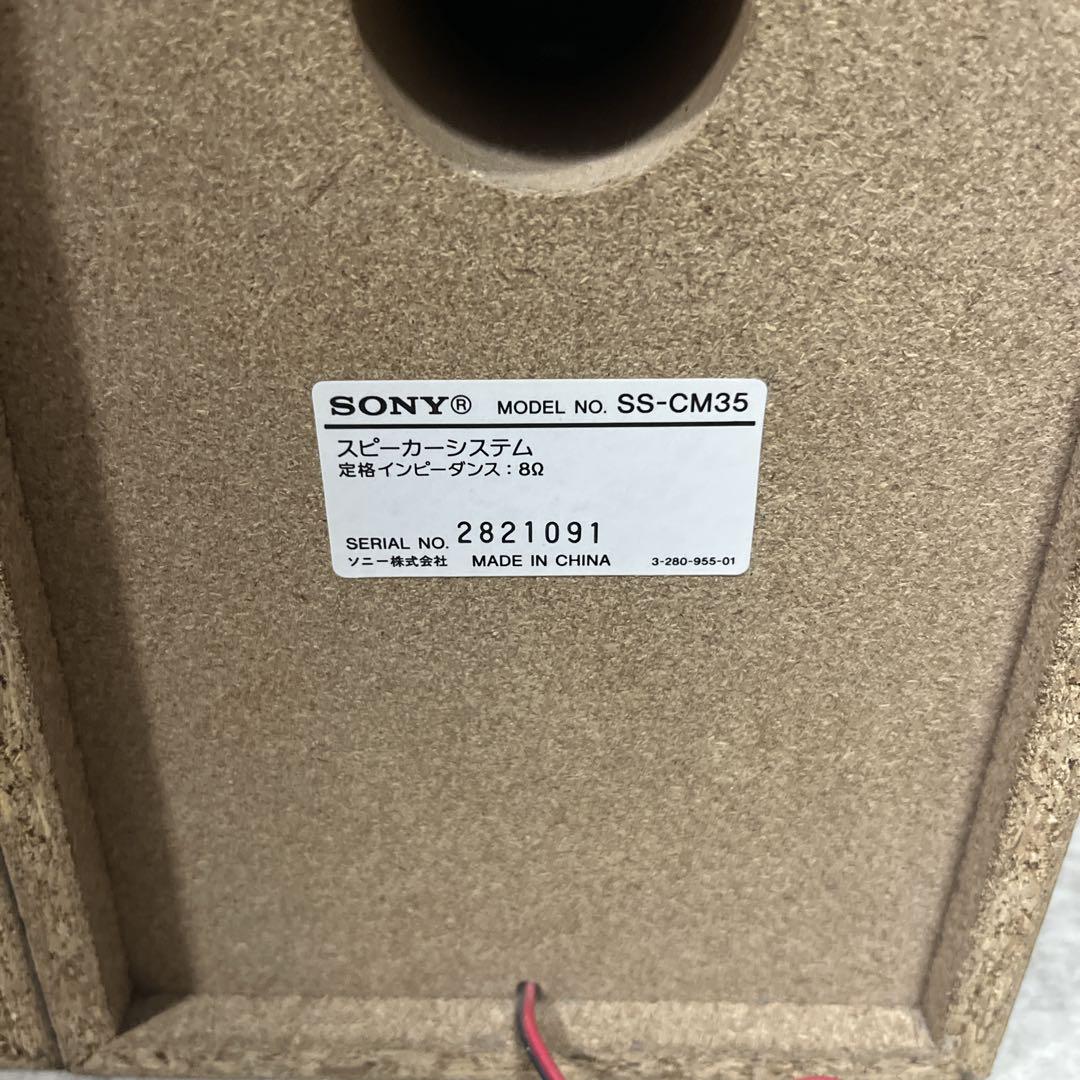 SONY® MODEL NO. SS-CM35
スピーカーシステム
定格インピーダンス：8Ω
SERIAL NO. 2821091
ソニー株式会社 MADE IN CHINA 3-280-955-01